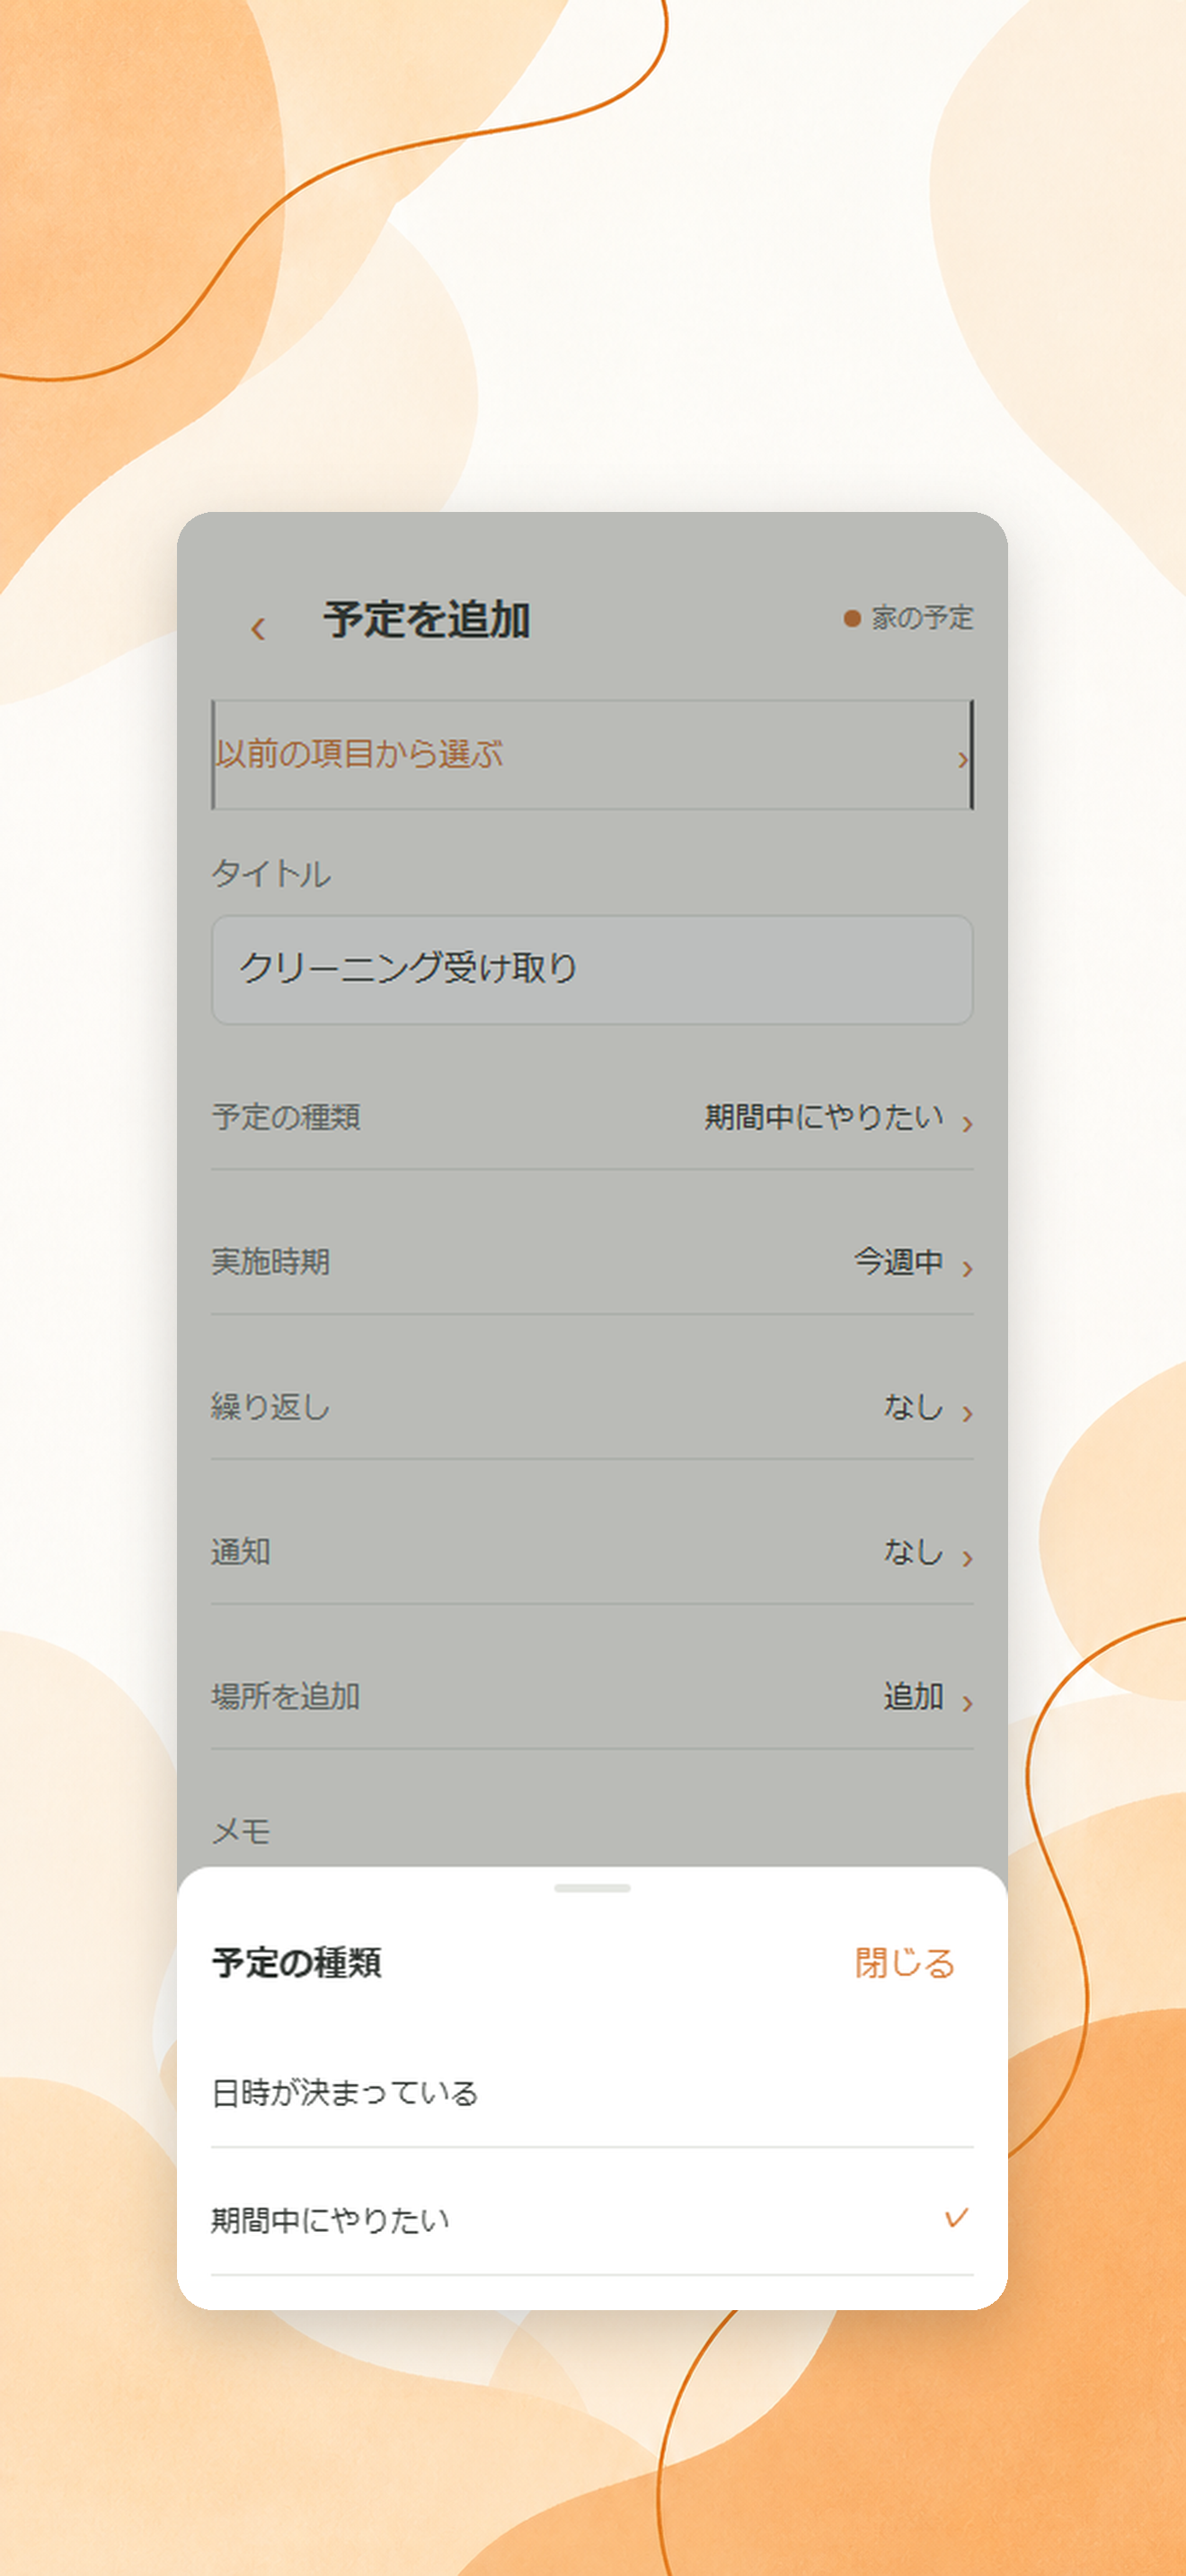 予定を追加
家の予定
以前の項目から選ぶ
タイトル
クリーニング受け取り
予定の種類 期間中にやりたい
実施時期 今週中
繰り返し なし
通知 なし
場所を追加 追加
メモ
予定の種類 閉じる
日時が決まっている
期間中にやりたい